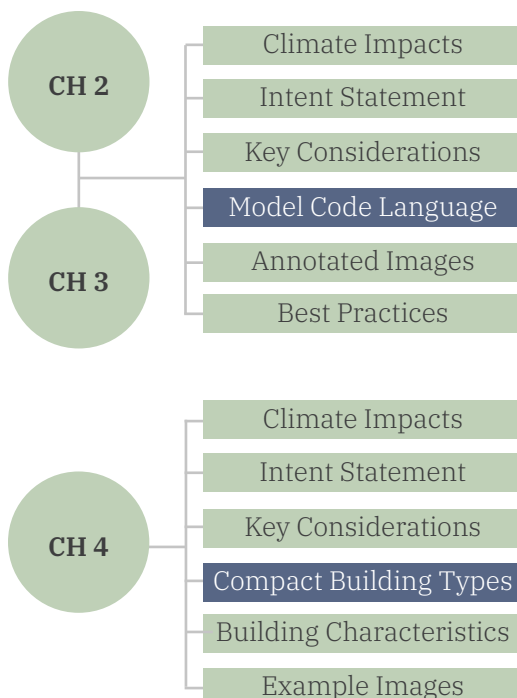 CH 2
Climate Impacts
Intent Statement
Key Considerations
Model Code Language
CH 3
Annotated Images
Best Practices
Climate Impacts
Intent Statement
Key Considerations
CH 4
Compact Building Types
Building Characteristics
Example Images